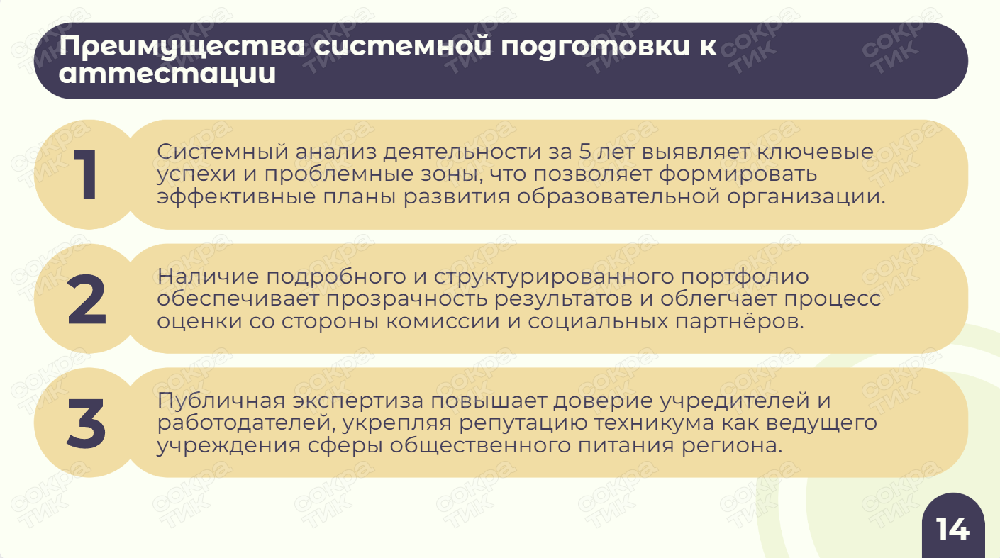 Преимущества системной подготовки к
аттестации
1
Системный анализ деятельности за 5 лет выявляет ключевые
успехи и проблемные зоны, что позволяет формировать
эффективные планы развития образовательной организации.
2
Наличие подробного и структурированного портфолио
обеспечивает прозрачность результатов и облегчает процесс
оценки со стороны комиссии и социальных партнёров.
3
Публичная экспертиза повышает доверие учредителей и
работодателей, укрепляя репутацию техникума как ведущего
учреждения сферы общественного питания региона.
14
сократик